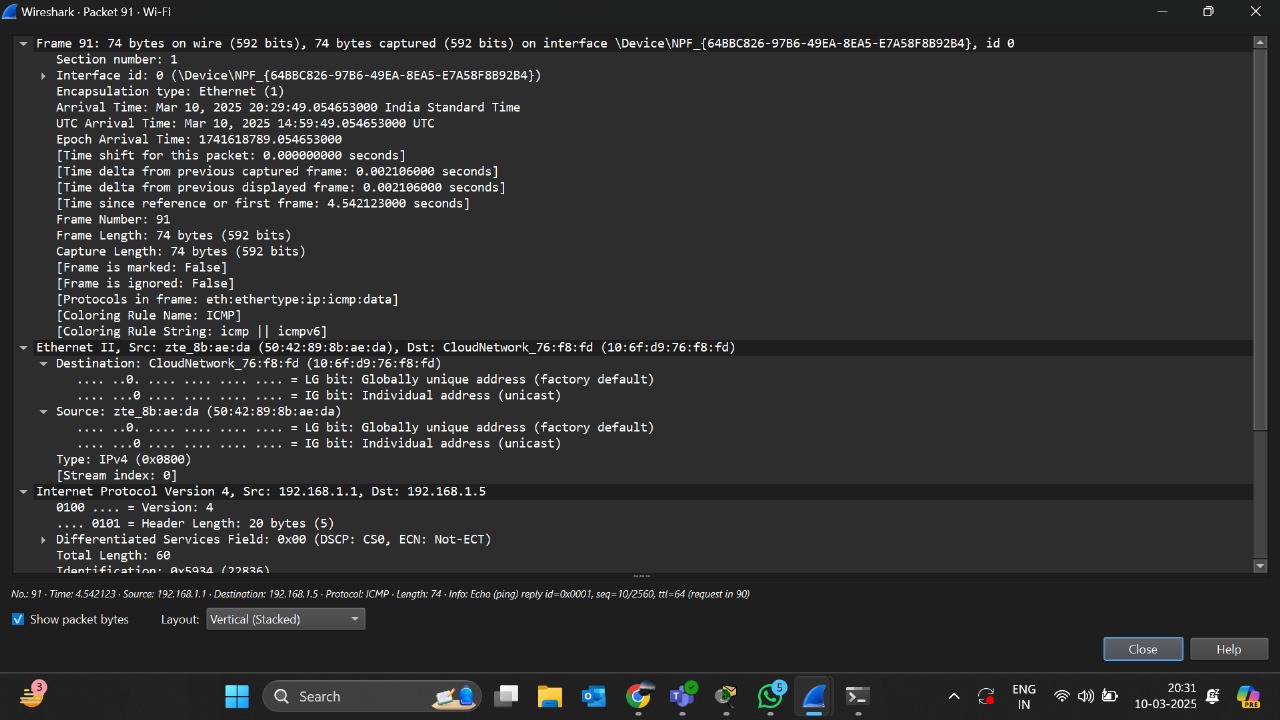 Wireshark · Packet 91 · Wi-Fi
Frame 91: 74 bytes on wire (592 bits), 74 bytes captured (592 bits) on interface \Device\NPF_{64BBC826-97B6-49EA-8EA5-E7A58F8B92B4}, id 0
Section number: 1
Interface id: 0 (\Device\NPF_{64BBC826-97B6-49EA-8EA5-E7A58F8B92B4})
Encapsulation type: Ethernet (1)
Arrival Time: Mar 10, 2025 20:29:49.054653000 India Standard Time
UTC Arrival Time: Mar 10, 2025 14:59:49.054653000 UTC
Epoch Arrival Time: 1741618789.054653000
[Time shift for this packet: 0.000000000 seconds]
[Time delta from previous captured frame: 0.002106000 seconds]
[Time delta from previous displayed frame: 0.002106000 seconds]
[Time since reference or first frame: 4.542123000 seconds]
Frame Number: 91
Frame Length: 74 bytes (592 bits)
Capture Length: 74 bytes (592 bits)
[Frame is marked: False]
[Frame is ignored: False]
[Protocols in frame: eth:ethertype:ip:icmp:data]
[Coloring Rule Name: ICMP]
[Coloring Rule String: icmp || icmpv6]
Ethernet II, Src: zte_8b:ae:da (50:42:89:8b:ae:da), Dst: CloudNetwork_76:f8:fd (10:6f:d9:76:f8:fd)
Destination: CloudNetwork_76:f8:fd (10:6f:d9:76:f8:fd)
.... ..0. .... .... .... .... = LG bit: Globally unique address (factory default)
.... ...0 .... .... .... .... = IG bit: Individual address (unicast)
Source: zte_8b:ae:da (50:42:89:8b:ae:da)
.... ..0. .... .... .... .... = LG bit: Globally unique address (factory default)
.... ...0 .... .... .... .... = IG bit: Individual address (unicast)
Type: IPv4 (0x0800)
[Stream index: 0]
Internet Protocol Version 4, Src: 192.168.1.1, Dst: 192.168.1.5
0100 .... = Version: 4
.... 0101 = Header Length: 20 bytes (5)
Differentiated Services Field: 0x00 (DSCP: CS0, ECN: Not-ECT)
Total Length: 60
Identification: 0x5934 (22836)
No.: 91 · Time: 4.542123 · Source: 192.168.1.1 · Destination: 192.168.1.5 · Protocol: ICMP · Length: 74 · Info: Echo (ping) reply id=0x0001, seq=10/2560, ttl=64 (request in 90)
Show packet bytes Layout: Vertical (Stacked)
Close Help
3 Search 5 PRE
ENG IN
20:31
10-03-2025